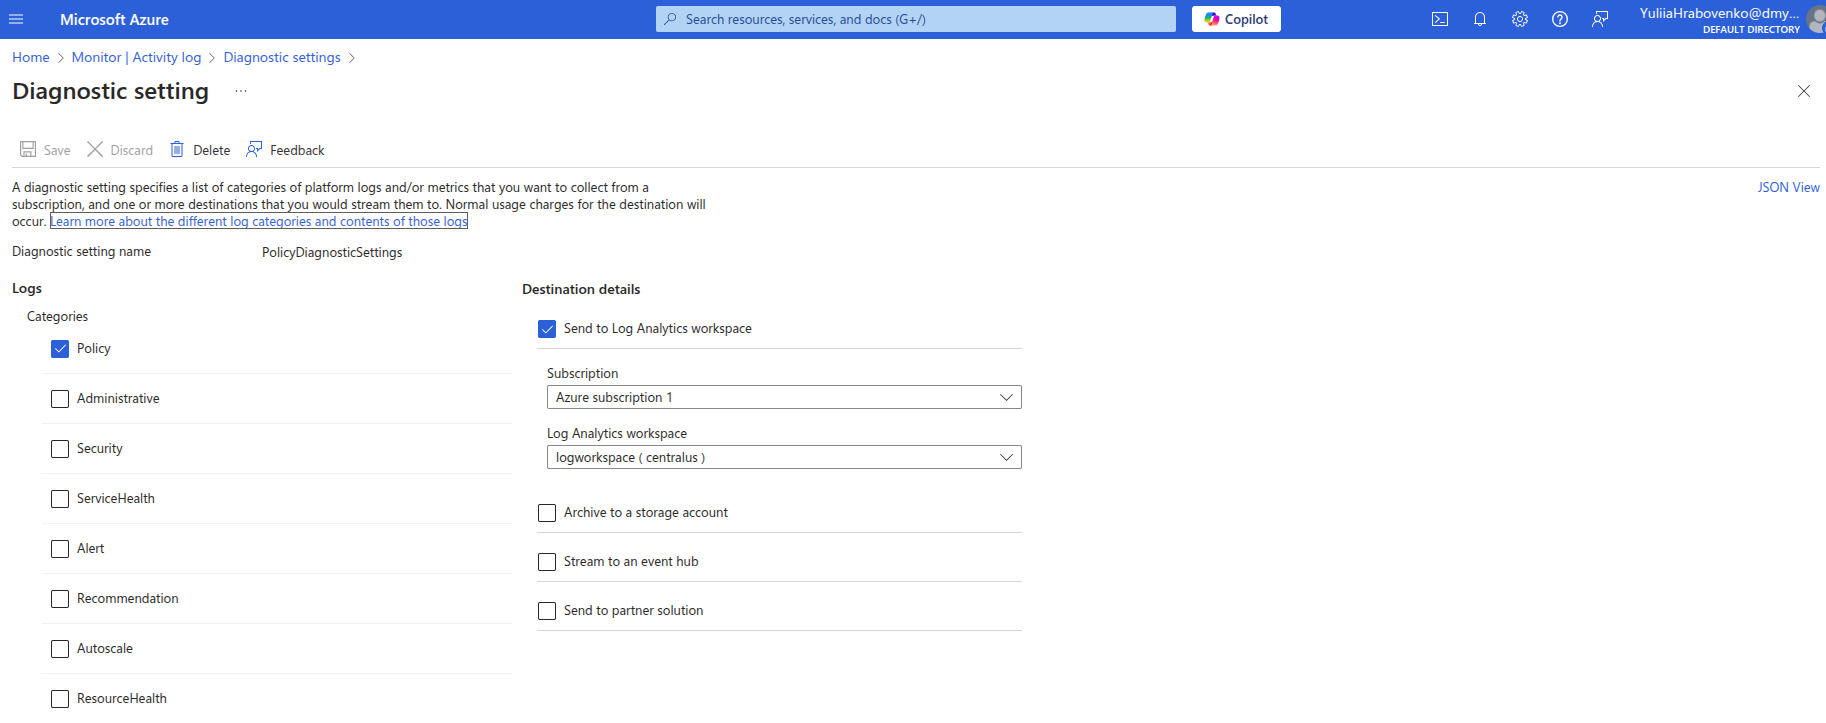 Microsoft Azure
Search resources, services, and docs (G+/)
Copilot
YuliiaHrabovenko@dmy...
DEFAULT DIRECTORY
Home > Monitor | Activity log > Diagnostic settings >
Diagnostic setting ...
Save Discard Delete Feedback
A diagnostic setting specifies a list of categories of platform logs and/or metrics that you want to collect from a
subscription, and one or more destinations that you would stream them to. Normal usage charges for the destination will
occur. Learn more about the different log categories and contents of those logs
JSON View
Diagnostic setting name PolicyDiagnosticSettings
Logs
Categories
Policy
Administrative
Security
ServiceHealth
Alert
Recommendation
Autoscale
ResourceHealth
Destination details
Send to Log Analytics workspace
Subscription
Azure subscription 1
Log Analytics workspace
logworkspace ( centralus )
Archive to a storage account
Stream to an event hub
Send to partner solution